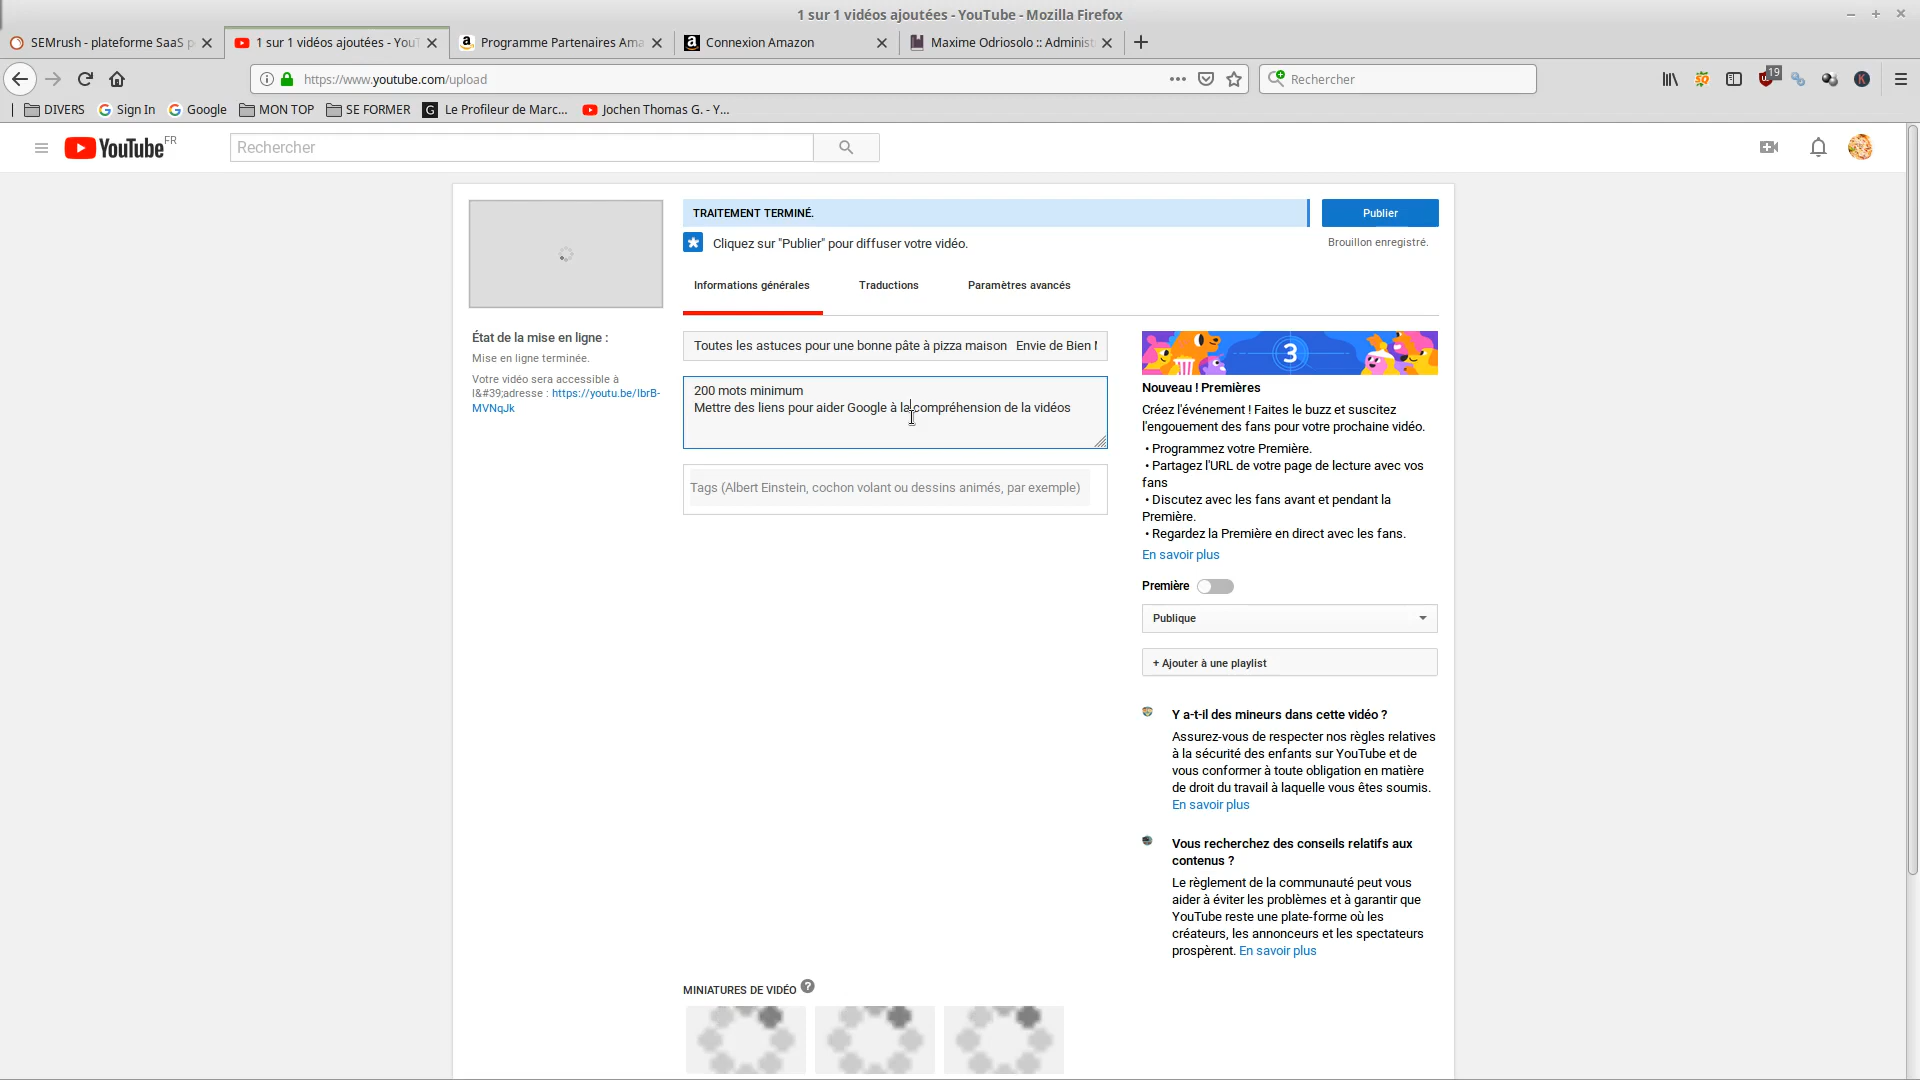 1 sur 1 vidéos ajoutées - YouTube - Mozilla Firefox
SEMrush - plateforme SaaS p
1 sur 1 vidéos ajoutées - YouT
Programme Partenaires Ama
Connexion Amazon
Maxime Odriosolo :: Administ
https://www.youtube.com/upload
Rechercher
19
DIVERS
Sign In
Google
MON TOP
SE FORMER
Le Profileur de Marc...
Jochen Thomas G. - Y...
YouTube FR
Rechercher
TRAITEMENT TERMINÉ.
Publier
Cliquez sur "Publier" pour diffuser votre vidéo.
Brouillon enregistré.
Informations générales
Traductions
Paramètres avancés
État de la mise en ligne :
Mise en ligne terminée.
Votre vidéo sera accessible à
l&#39;adresse : https://youtu.be/IbrB-
MVNqJk
Toutes les astuces pour une bonne pâte à pizza maison   Envie de Bien
200 mots minimum
Mettre des liens pour aider Google à la compréhension de la vidéos
Tags (Albert Einstein, cochon volant ou dessins animés, par exemple)
3
Nouveau ! Premières
Créez l'événement ! Faites le buzz et suscitez
l'engouement des fans pour votre prochaine vidéo.
• Programmez votre Première.
• Partagez l'URL de votre page de lecture avec vos
fans
• Discutez avec les fans avant et pendant la
Première.
• Regardez la Première en direct avec les fans.
En savoir plus
Première
Publique
+ Ajouter à une playlist
Y a-t-il des mineurs dans cette vidéo ?
Assurez-vous de respecter nos règles relatives
à la sécurité des enfants sur YouTube et de
vous conformer à toute obligation en matière
de droit du travail à laquelle vous êtes soumis.
En savoir plus
Vous recherchez des conseils relatifs aux
contenus ?
Le règlement de la communauté peut vous
aider à éviter les problèmes et à garantir que
YouTube reste une plate-forme où les
créateurs, les annonceurs et les spectateurs
prospèrent. En savoir plus
MINIATURES DE VIDÉO ?